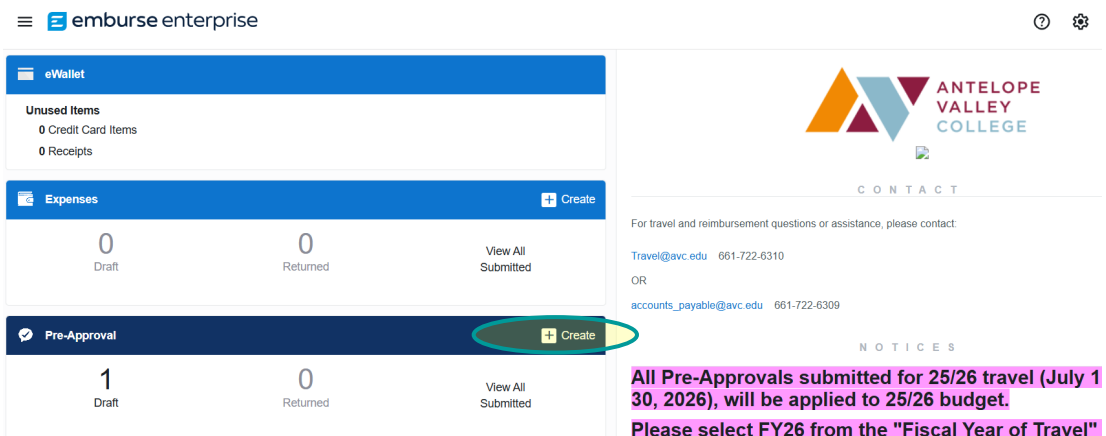 emburse enterprise
eWallet
Unused Items
0 Credit Card Items
0 Receipts
Expenses
Create
0
Draft
0
Returned
View All
Submitted
Pre-Approval
Create
1
Draft
0
Returned
View All
Submitted
ANTELOPE
VALLEY
COLLEGE
CONTACT
For travel and reimbursement questions or assistance, please contact:
Travel@avc.edu 661-722-6310
OR
accounts_payable@avc.edu 661-722-6309
NOTICES
All Pre-Approvals submitted for 25/26 travel (July 1
30, 2026), will be applied to 25/26 budget.
Please select FY26 from the "Fiscal Year of Travel"